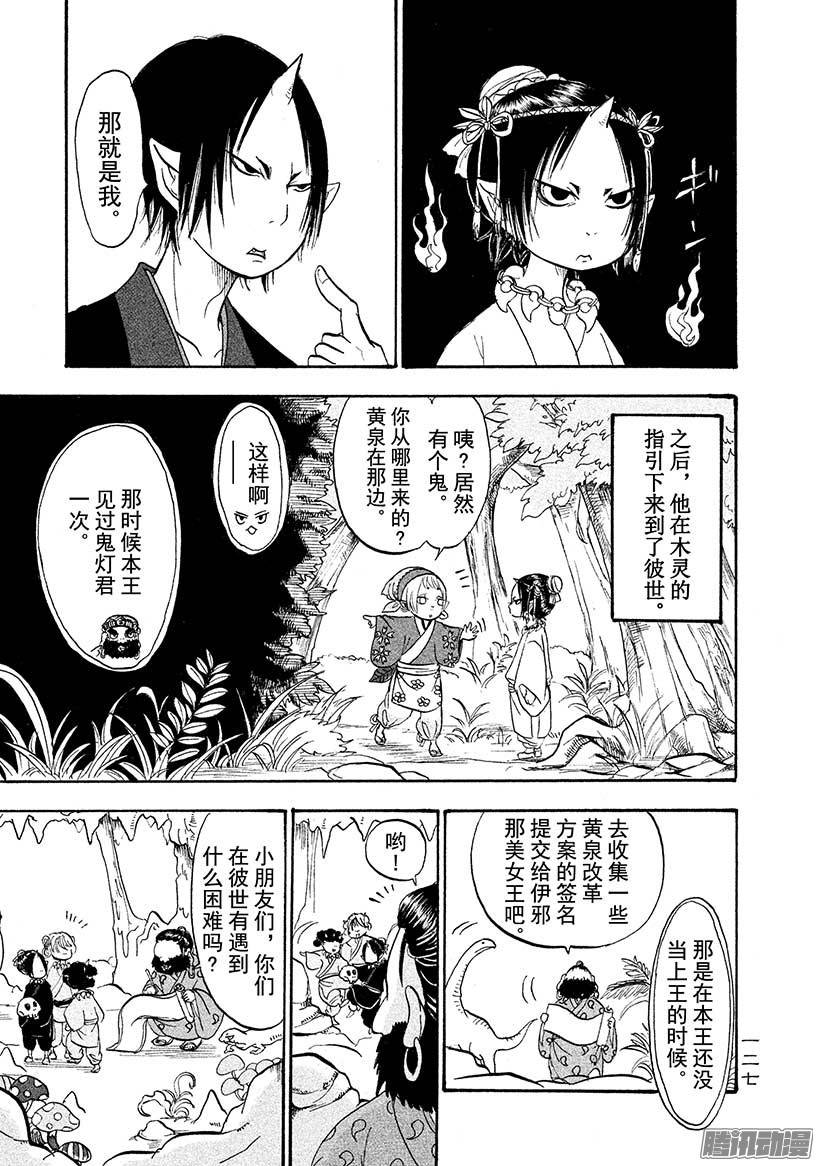 ギン
那就是我。
之后，他在木灵的
指引下来到了彼世。
咦？居然
有个鬼。
你从哪里来的？
黄泉在那边。
这样啊
——
那时候本王
见过鬼灯君
一次。
那是在本王还没
当上王的时候。
去收集一些
黄泉改革
方案的签名
提交给伊邪
那美女王吧。
哟！
小朋友们，你们
在彼世有遇到
什么困难吗？
一二七
腾讯动漫